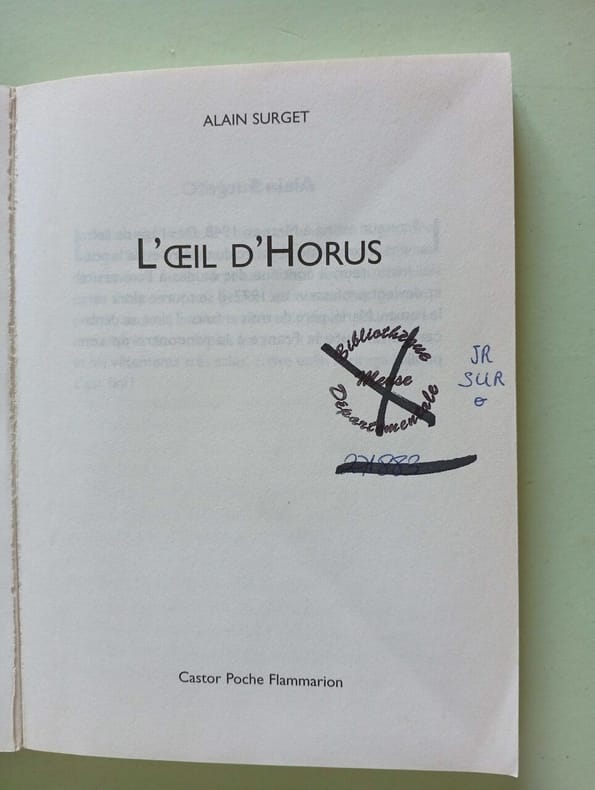 ALAIN SURGET
L'ŒIL D'HORUS
Bibliothèque
Meuse
Départementale
JR
SUR
Castor Poche Flammarion